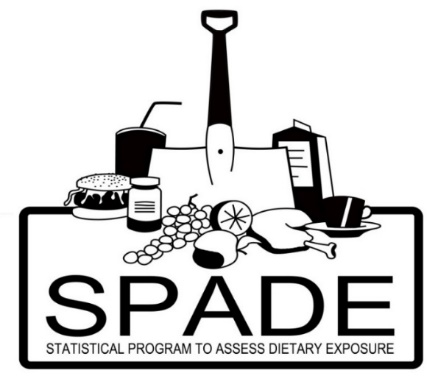 SPADE
STATISTICAL PROGRAM TO ASSESS DIETARY EXPOSURE